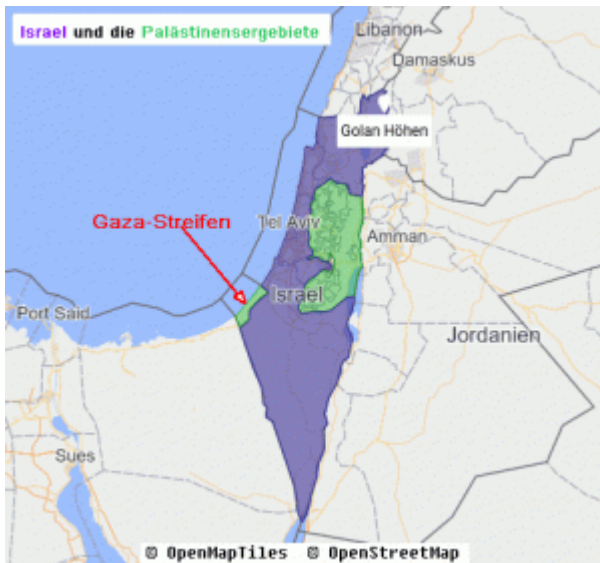 Israel und die Palästinensergebiete
Libanon
Damaskus
Golan Höhen
Gaza-Streifen
Tel Aviv
Amman
Israel
Port Said
Jordanien
Sues
© OpenMapTiles © OpenStreetMap